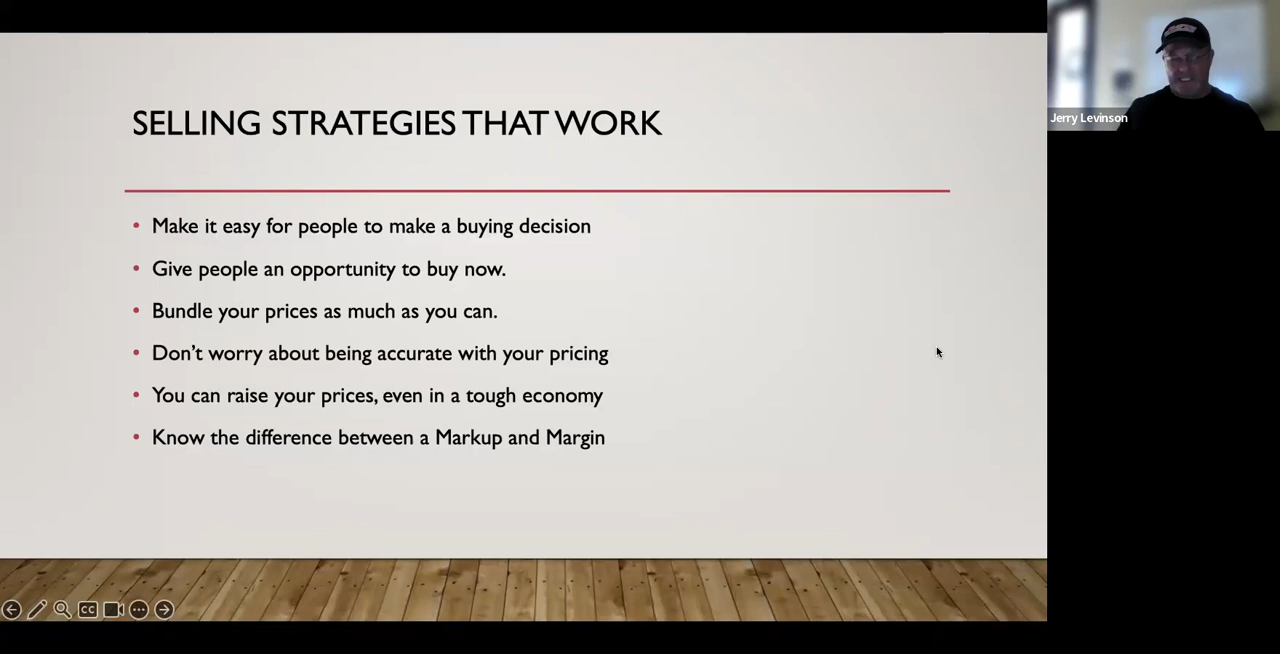 SELLING STRATEGIES THAT WORK
Jerry Levinson
• Make it easy for people to make a buying decision
• Give people an opportunity to buy now.
• Bundle your prices as much as you can.
• Don’t worry about being accurate with your pricing
• You can raise your prices, even in a tough economy
• Know the difference between a Markup and Margin
CC